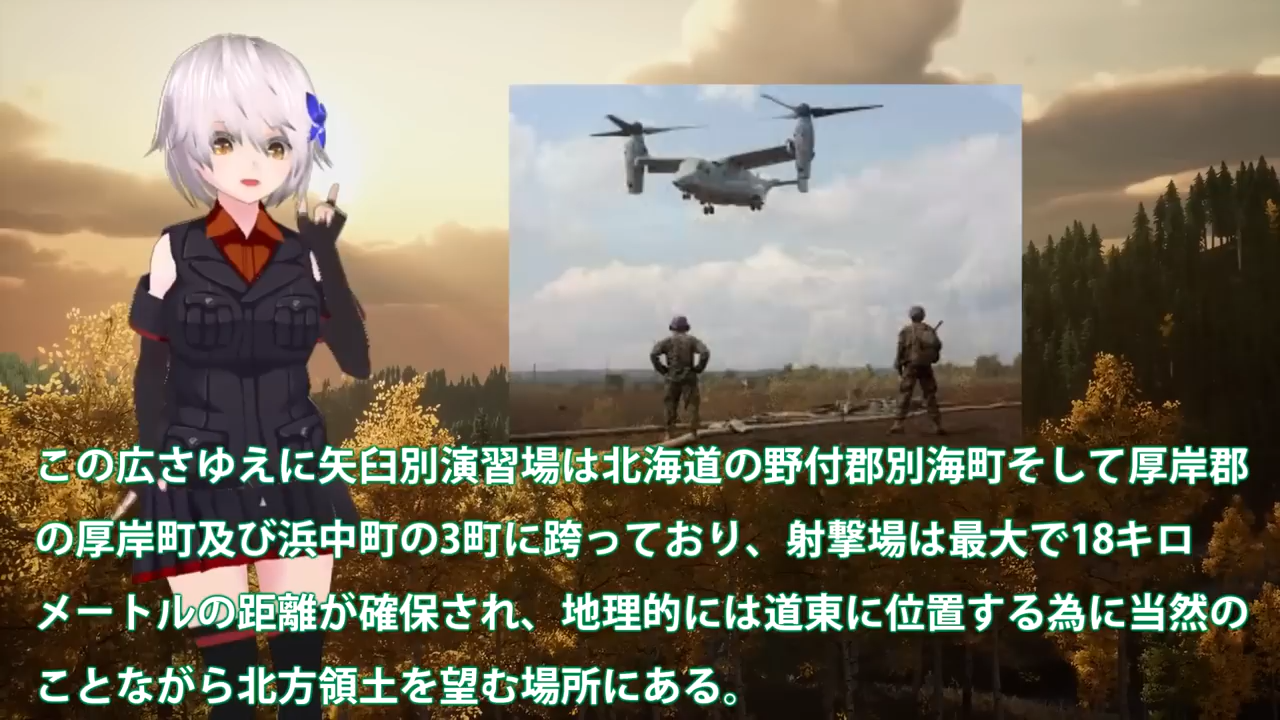 この広さゆえに矢臼別演習場は北海道の野付郡別海町そして厚岸郡
の厚岸町及び浜中町の3町に跨っており、射撃場は最大で18キロ
メートルの距離が確保され、地理的には道東に位置する為に当然の
ことながら北方領土を望む場所にある。